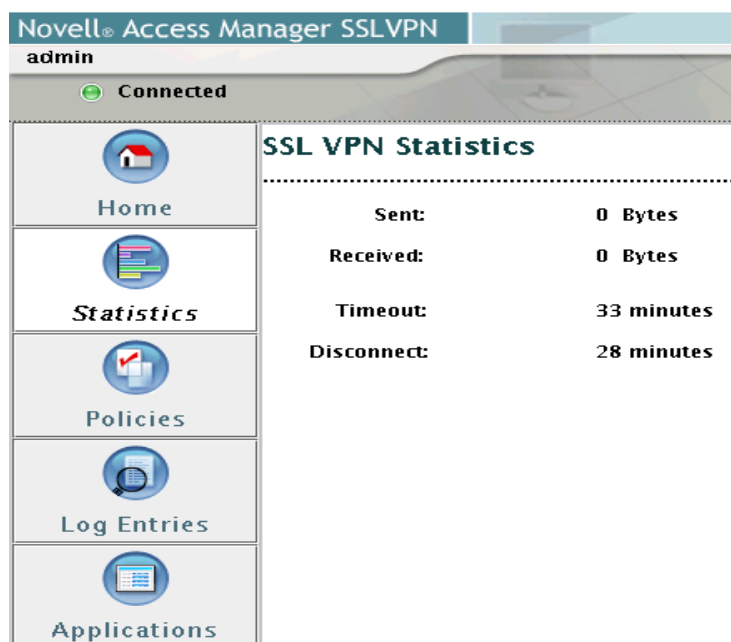 Novell® Access Manager SSLVPN
admin
Connected
Home
Statistics
Policies
Log Entries
Applications
SSL VPN Statistics
Sent: 0 Bytes
Received: 0 Bytes
Timeout: 33 minutes
Disconnect: 28 minutes